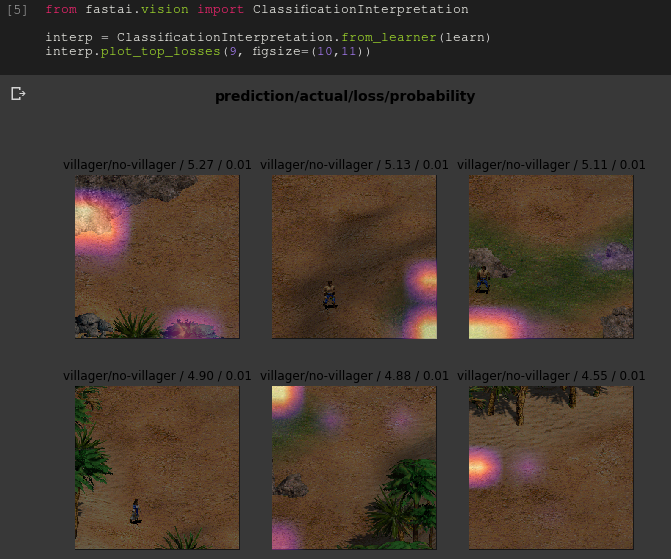 [5] from fastai.vision import ClassificationInterpretation
interp = ClassificationInterpretation.from_learner(learn)
interp.plot_top_losses(9, figsize=(10,11))
prediction/actual/loss/probability
villager/no-villager / 5.27 / 0.01 villager/no-villager / 5.13 / 0.01 villager/no-villager / 5.11 / 0.01
villager/no-villager / 4.90 / 0.01 villager/no-villager / 4.88 / 0.01 villager/no-villager / 4.55 / 0.01